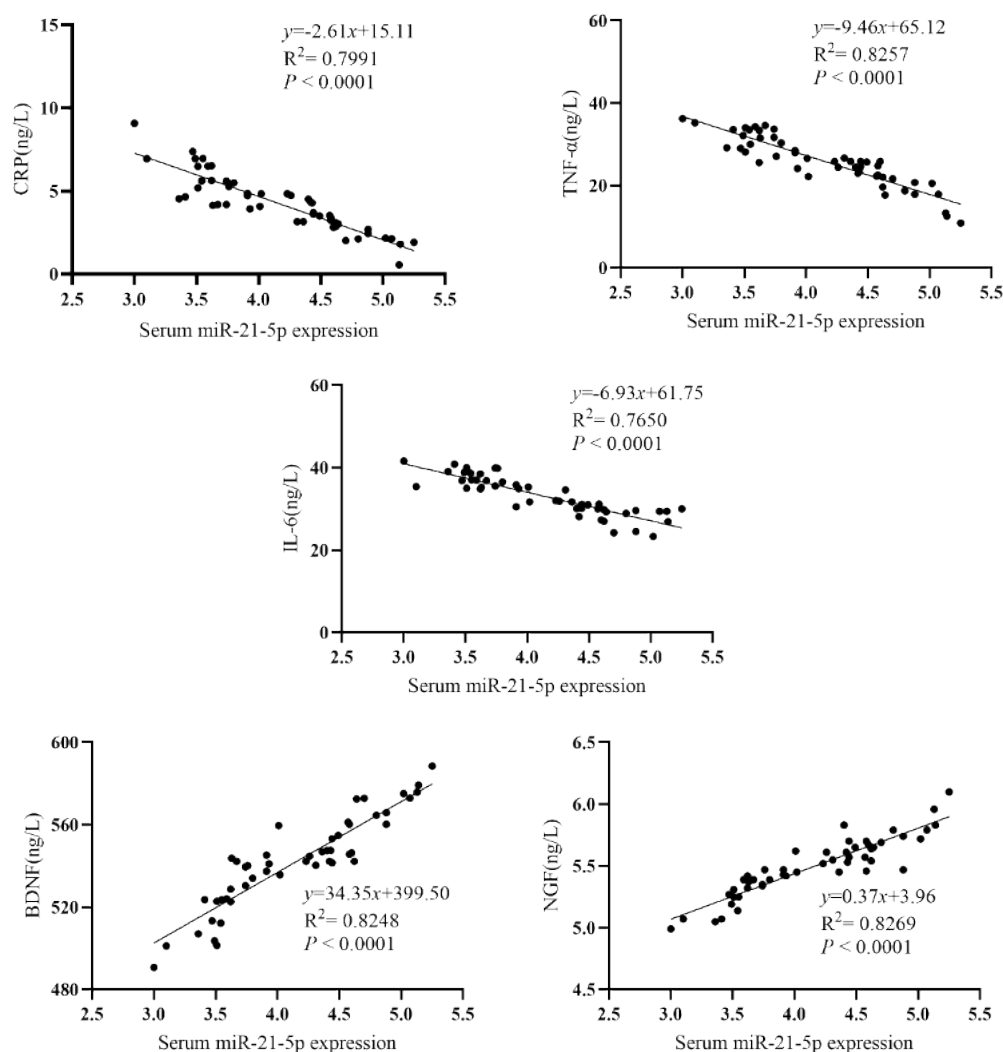 y=-2.61x+15.11
R²= 0.7991
P < 0.0001
CRP(ng/L)
15
10
5
0
2.5 3.0 3.5 4.0 4.5 5.0 5.5
Serum miR-21-5p expression
y=-9.46x+65.12
R²= 0.8257
P < 0.0001
TNF-α(ng/L)
60
40
20
0
2.5 3.0 3.5 4.0 4.5 5.0 5.5
Serum miR-21-5p expression
y=-6.93x+61.75
R²= 0.7650
P < 0.0001
IL-6(ng/L)
60
40
20
0
2.5 3.0 3.5 4.0 4.5 5.0 5.5
Serum miR-21-5p expression
BDNF(ng/L)
600
560
520
480
y=34.35x+399.50
R²= 0.8248
P < 0.0001
2.5 3.0 3.5 4.0 4.5 5.0 5.5
Serum miR-21-5p expression
NGF(ng/L)
6.5
6.0
5.5
5.0
4.5
y=0.37x+3.96
R²= 0.8269
P < 0.0001
2.5 3.0 3.5 4.0 4.5 5.0 5.5
Serum miR-21-5p expression